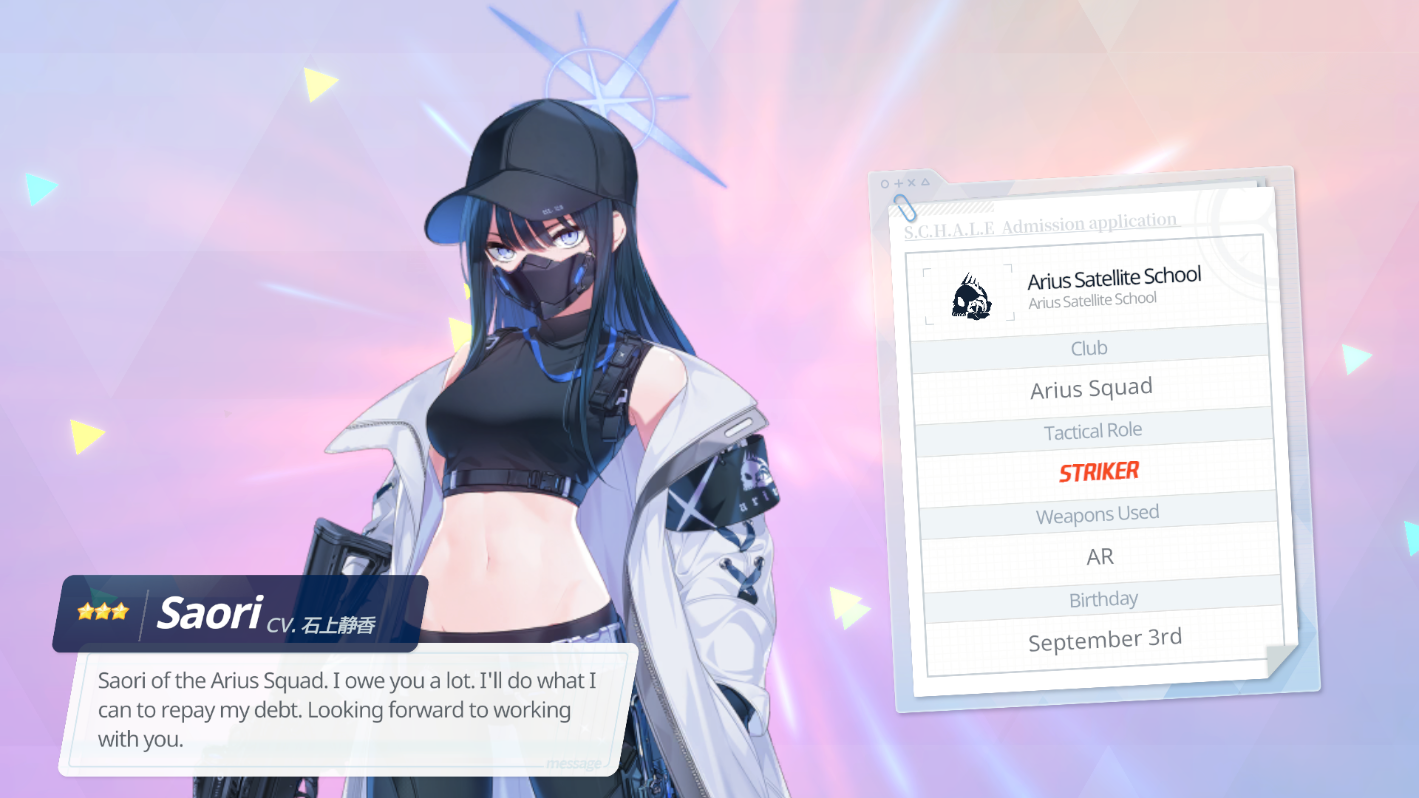 Saori CV. 石上静香
Saori of the Arius Squad. I owe you a lot. I'll do what I
can to repay my debt. Looking forward to working
with you.
message
S.C.H.A.L.E Admission application
Arius Satellite School
Arius Satellite School
Club
Arius Squad
Tactical Role
STRIKER
Weapons Used
AR
Birthday
September 3rd